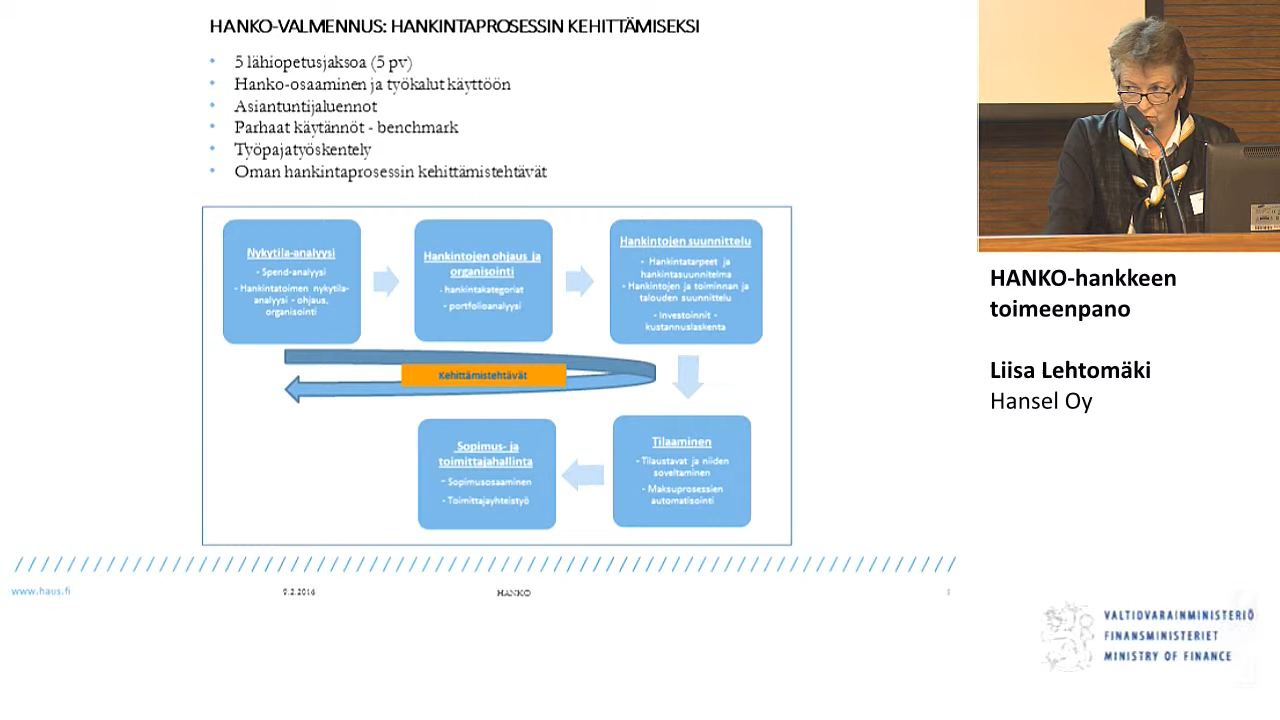 HANKO-VALMENNUS: HANKINTAPROSESSIN KEHITTÄMISEKSI
• 5 lähiopetusjaksoa (5 pv)
• Hanko-osaaminen ja työkalut käyttöön
• Asiantuntijaluennot
• Parhaat käytännöt - benchmark
• Työpajatyöskentely
• Oman hankintaprosessin kehittämistehtävät
Nykytila-analyysi
- Spend-analyysi
- Hankintatoimen nykytila-
analyysi - ohjaus,
organisointi
Hankintojen ohjaus ja
organisointi
- hankintakategoriat
- portfolioanalyysi
Hankintojen suunnittelu
- Hankintatarpeet ja
hankintasuunnitelma
- Hankintojen ja toiminnan ja
talouden suunnittelu
- Investoinnit -
kustannuslaskenta
Kehittämistehtävät
Sopimus- ja
toimittajahallinta
- Sopimusosaaminen
- Toimittajayhteistyö
Tilaaminen
- Tilaustavat ja niiden
soveltaminen
- Maksuprosessien
automatisointi
www.haus.fi
9.2.2016
HANKO
HANKO-hankkeen
toimeenpano
Liisa Lehtomäki
Hansel Oy
VALTIOVARAINMINISTERIÖ
FINANSMINISTERIET
MINISTRY OF FINANCE